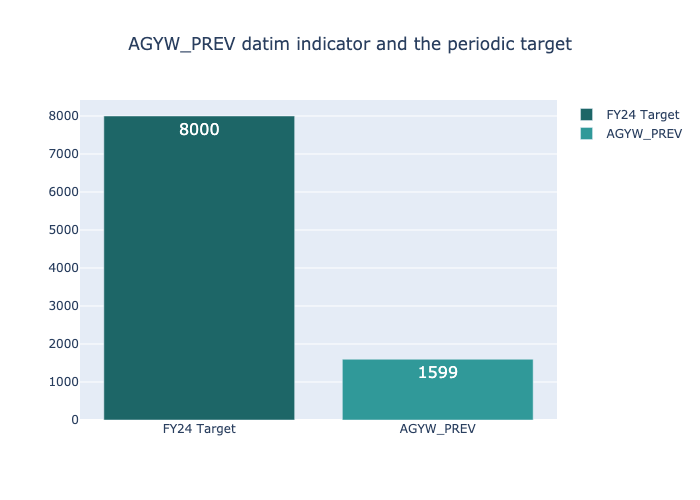 AGYW_PREV datim indicator and the periodic target
8000
7000
6000
5000
4000
3000
2000
1000
0
8000
1599
FY24 Target
AGYW_PREV
FY24 Target
AGYW_PREV